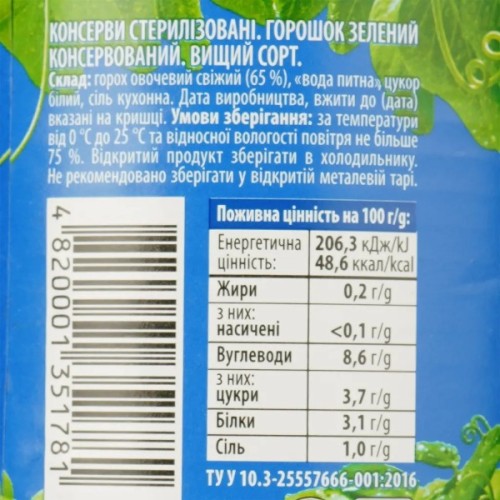 КОНСЕРВИ СТЕРИЛІЗОВАНІ. ГОРОШОК ЗЕЛЕНИЙ
КОНСЕРВОВАНИЙ. ВИЩИЙ СОРТ.
Склад: горох овочевий свіжий (65 %), «вода питна», цукор
білий, сіль кухонна. Дата виробництва, вжити до (дата)
вказані на кришці. Умови зберігання: за температури
від 0 °С до 25 °С та відносної вологості повітря не більше
75 %. Відкритий продукт зберігати в холодильнику.
Не рекомендовано зберігати у відкритій металевій тарі.
4 820001 351781
Поживна цінність на 100 г/g:
Енергетична 206,3 кДж/kJ
цінність: 48,6 ккал/kcal
Жири 0,2 г/g
з них:
насичені <0,1 г/g
Вуглеводи 8,6 г/g
з них:
цукри 3,7 г/g
Білки 3,1 г/g
Сіль 1,0 г/g
ТУ У 10.3-25557666-001:2016